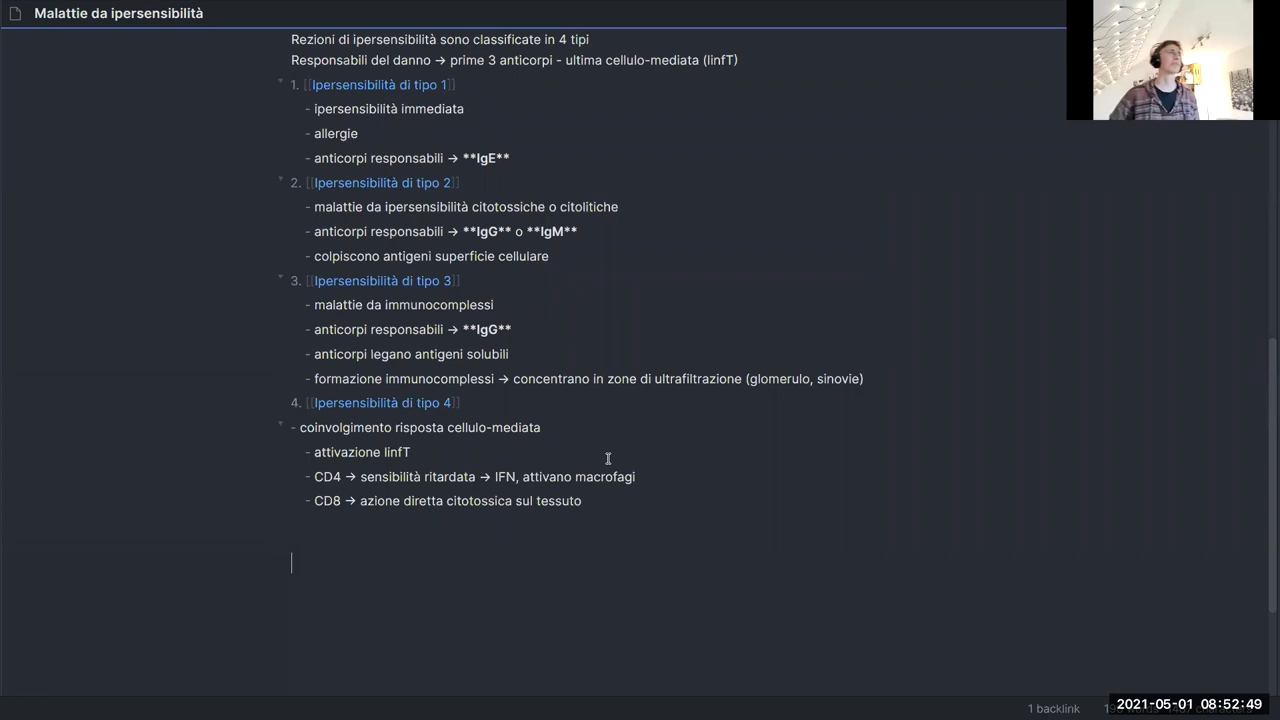 Malattie da ipersensibilità
Rezioni di ipersensibilità sono classificate in 4 tipi
Responsabili del danno → prime 3 anticorpi - ultima cellulo-mediata (linfT)
1. [[Ipersensibilità di tipo 1]]
- ipersensibilità immediata
- allergie
- anticorpi responsabili → **IgE**
2. [[Ipersensibilità di tipo 2]]
- malattie da ipersensibilità citotossiche o citolitiche
- anticorpi responsabili → **IgG** o **IgM**
- colpiscono antigeni superficie cellulare
3. [[Ipersensibilità di tipo 3]]
- malattie da immunocomplessi
- anticorpi responsabili → **IgG**
- anticorpi legano antigeni solubili
- formazione immunocomplessi → concentrano in zone di ultrafiltrazione (glomerulo, sinovie)
4. [[Ipersensibilità di tipo 4]]
- coinvolgimento risposta cellulo-mediata
- attivazione linfT
- CD4 → sensibilità ritardata → IFN, attivano macrofagi
- CD8 → azione diretta citotossica sul tessuto
1 backlink
2021-05-01 08:52:49